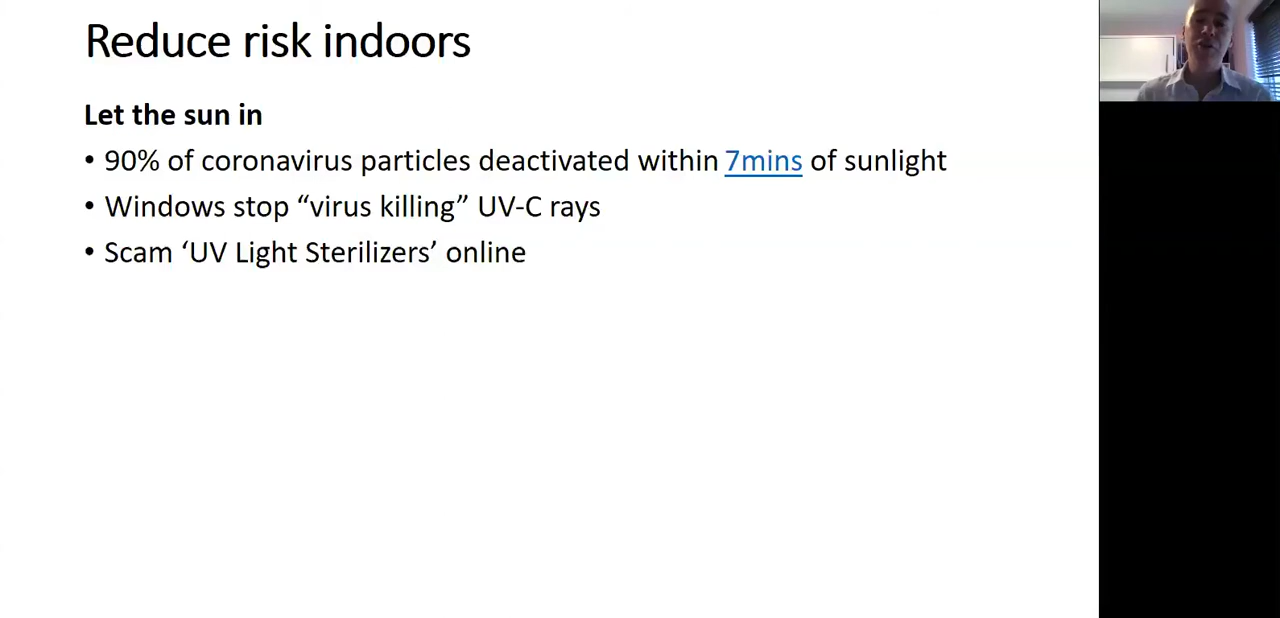 Reduce risk indoors
Let the sun in
• 90% of coronavirus particles deactivated within 7mins of sunlight
• Windows stop “virus killing” UV-C rays
• Scam ‘UV Light Sterilizers’ online